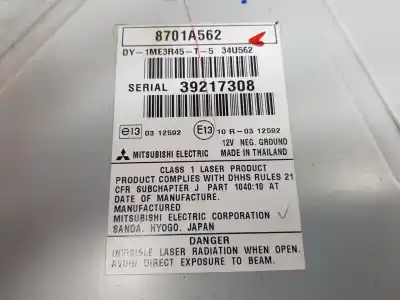 8701A562
DY-1ME3R45-T-5 34U562
SERIAL 39217308
e13 03 12592 E13 10 R-03 12592
12V NEG. GROUND
MITSUBISHI ELECTRIC MADE IN THAILAND
CLASS 1 LASER PRODUCT
PRODUCT COMPLIES WITH DHHS RULES 21
CFR SUBCHAPTER J PART 1040:10 AT
DATE OF MANUFACTURE.
MANUFACTURED
MITSUBISHI ELECTRIC CORPORATION
SANDA, HYOGO, JAPAN
DANGER
INVISIBLE LASER RADIATION WHEN OPEN.
AVOID DIRECT EXPOSURE TO BEAM.